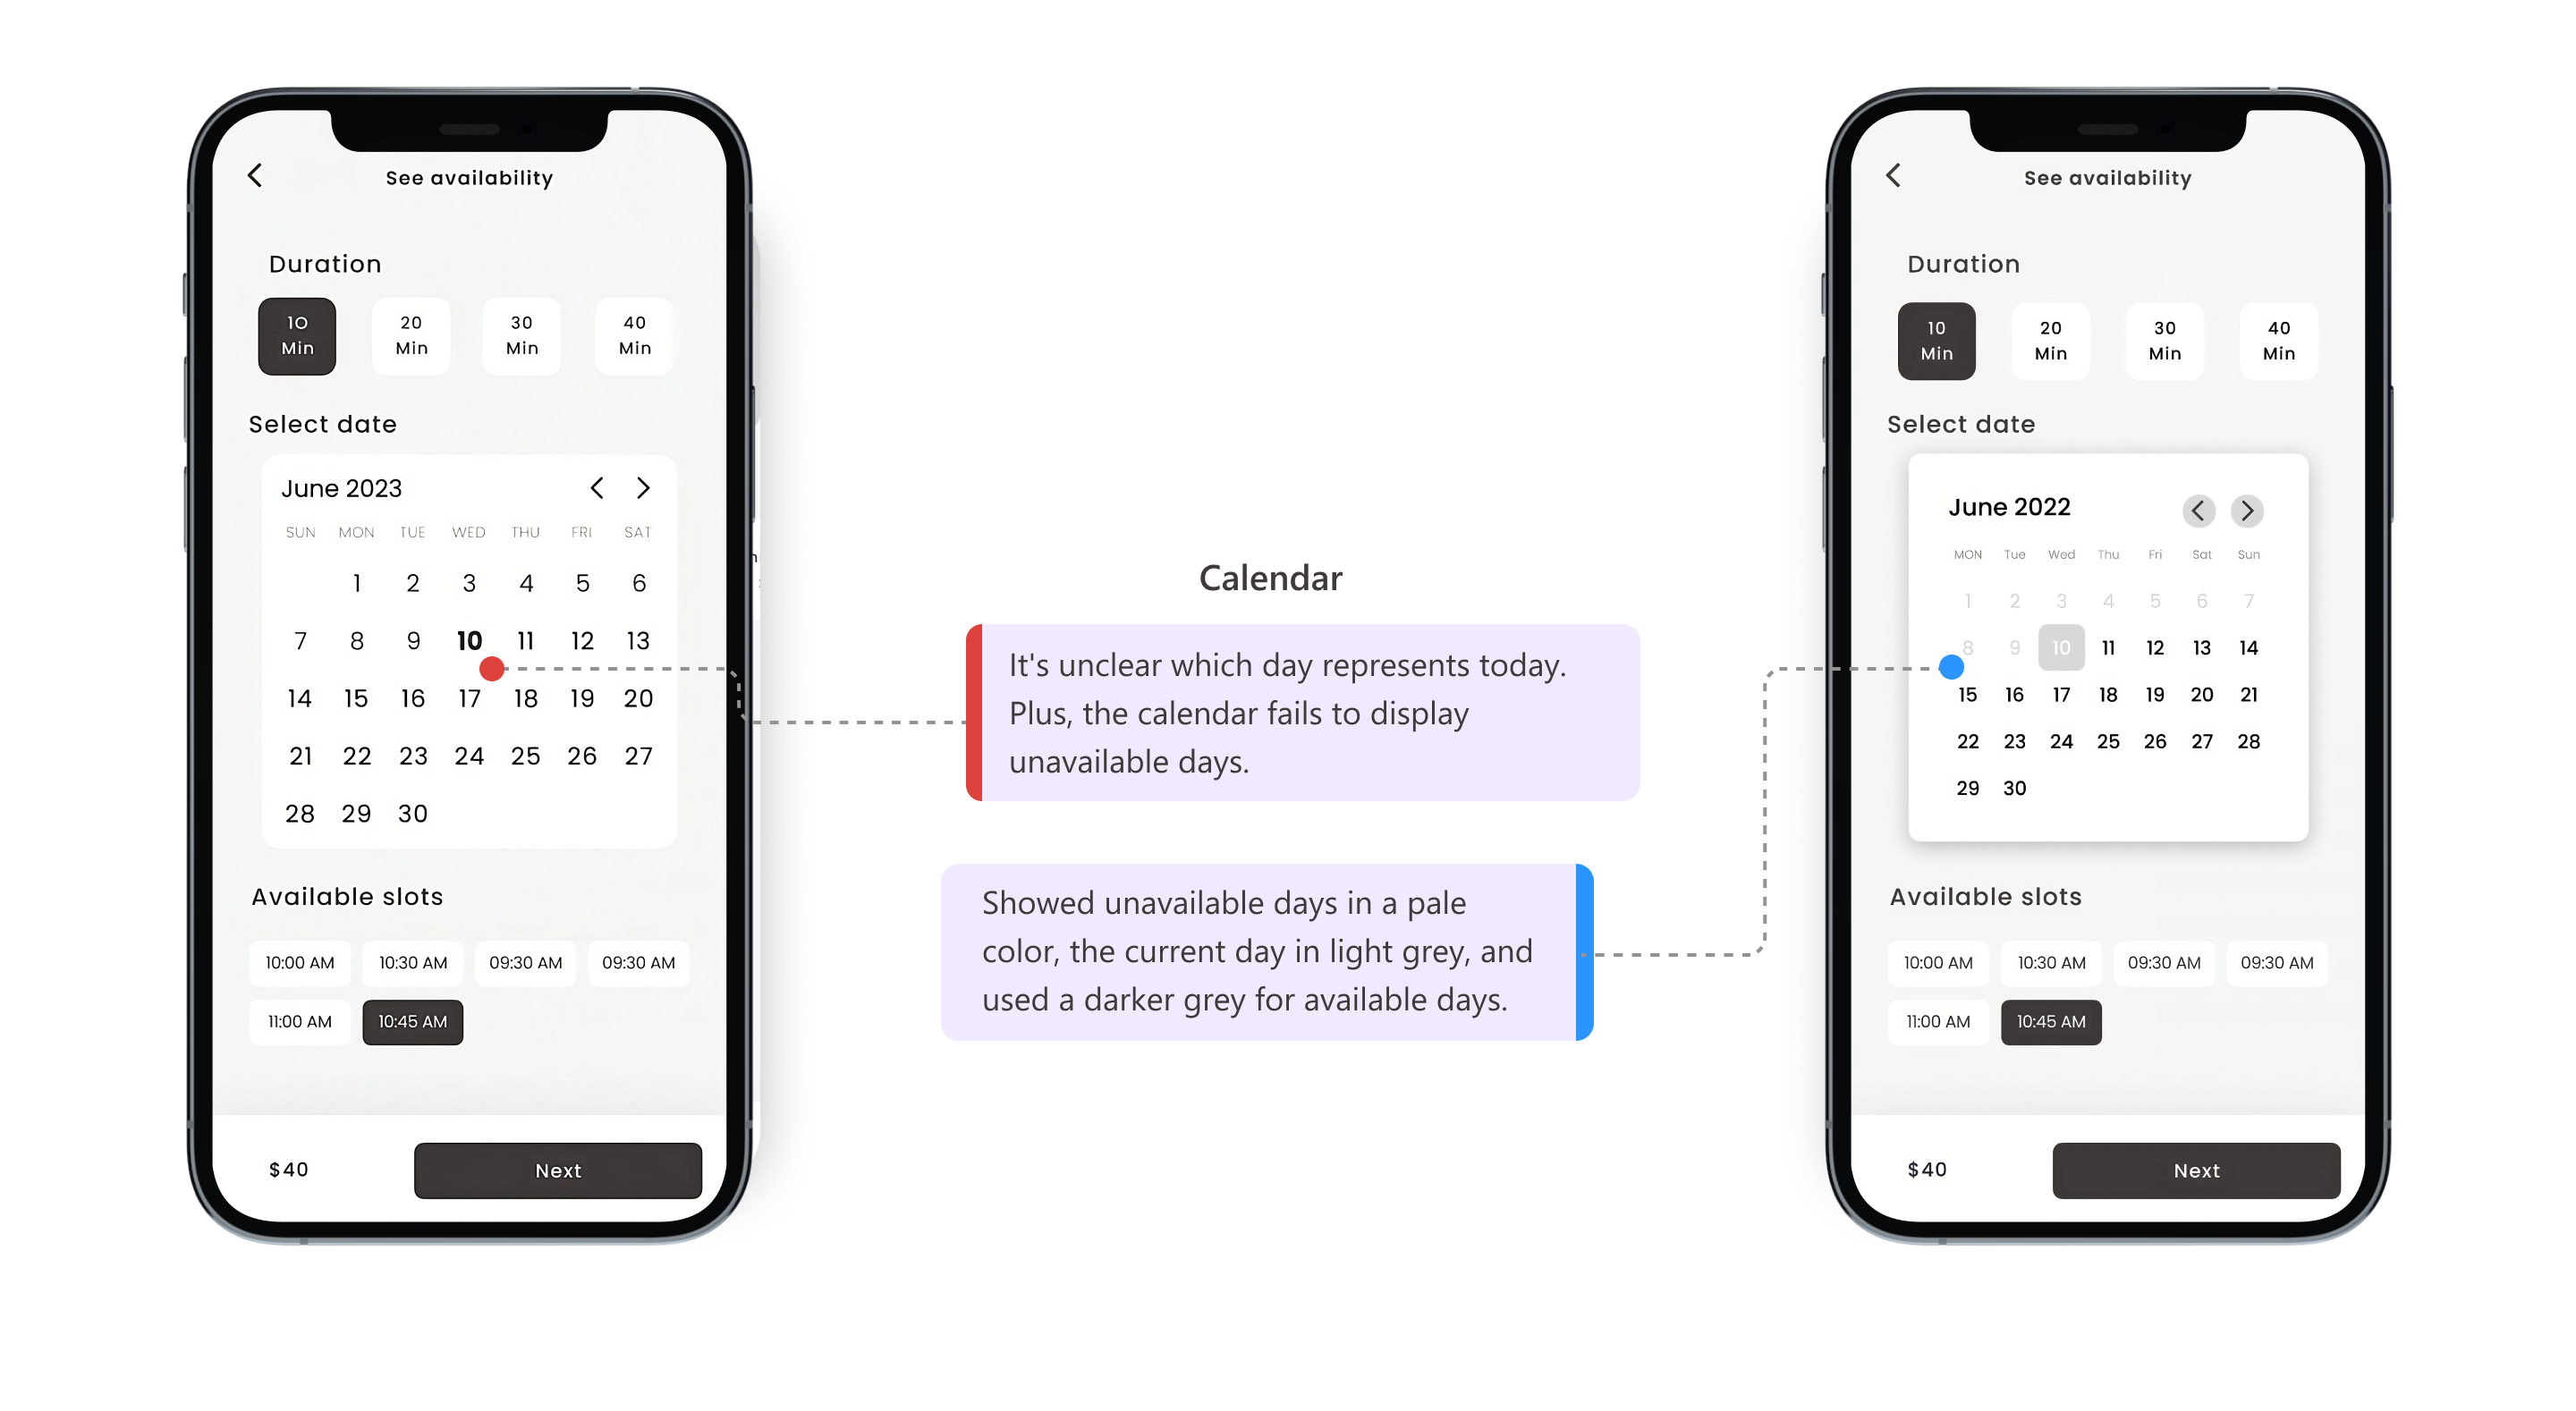 See availability
Duration
10 Min
20 Min
30 Min
40 Min
Select date
June 2023
SUN MON TUE WED THU FRI SAT
1 2 3 4 5 6
7 8 9 10 11 12 13
14 15 16 17 18 19 20
21 22 23 24 25 26 27
28 29 30
Available slots
10:00 AM 10:30 AM 09:30 AM 09:30 AM
11:00 AM 10:45 AM
$40 Next
Calendar
It's unclear which day represents today.
Plus, the calendar fails to display
unavailable days.
Showed unavailable days in a pale
color, the current day in light grey, and
used a darker grey for available days.
See availability
Duration
10 Min
20 Min
30 Min
40 Min
Select date
June 2022
MON Tue Wed Thu Fri Sat Sun
1 2 3 4 5 6 7
8 9 10 11 12 13 14
15 16 17 18 19 20 21
22 23 24 25 26 27 28
29 30
Available slots
10:00 AM 10:30 AM 09:30 AM 09:30 AM
11:00 AM 10:45 AM
$40 Next